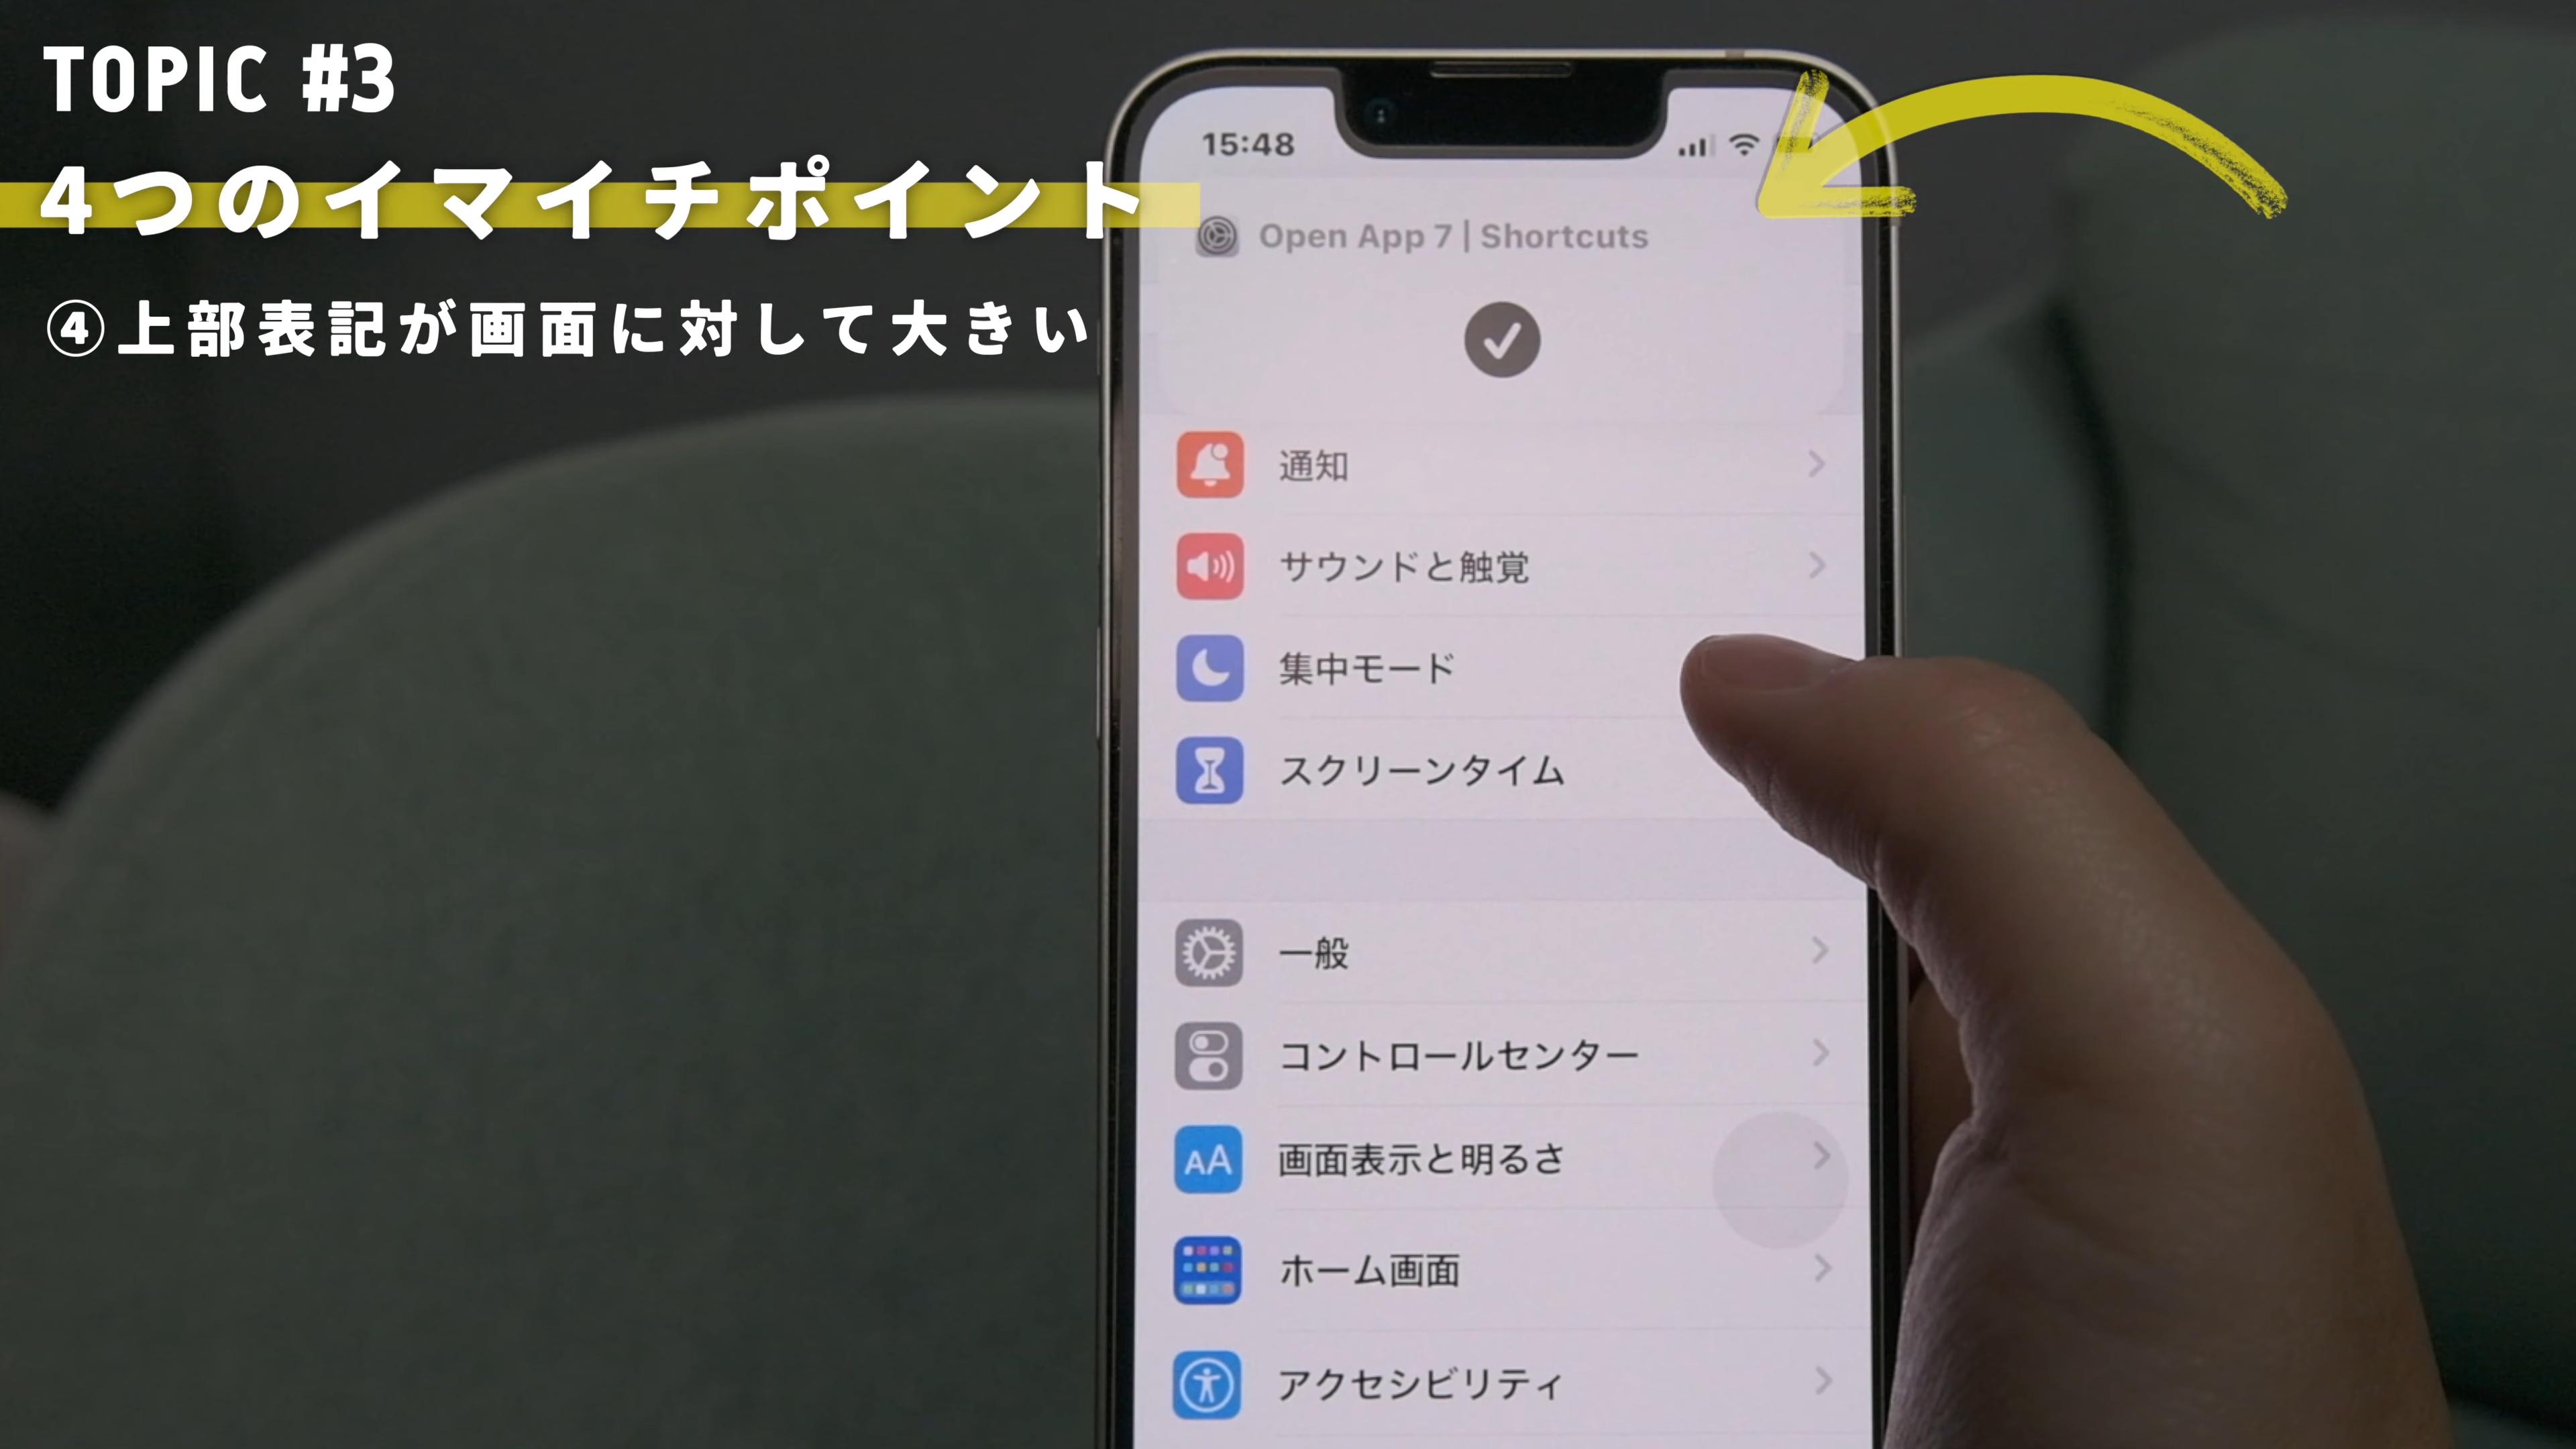 TOPIC #3
4つのイマイチポイント
④上部表記が画面に対して大きい
15:48
Open App 7 | Shortcuts
通知
サウンドと触覚
集中モード
スクリーンタイム
一般
コントロールセンター
AA 画面表示と明るさ
ホーム画面
アクセシビリティ